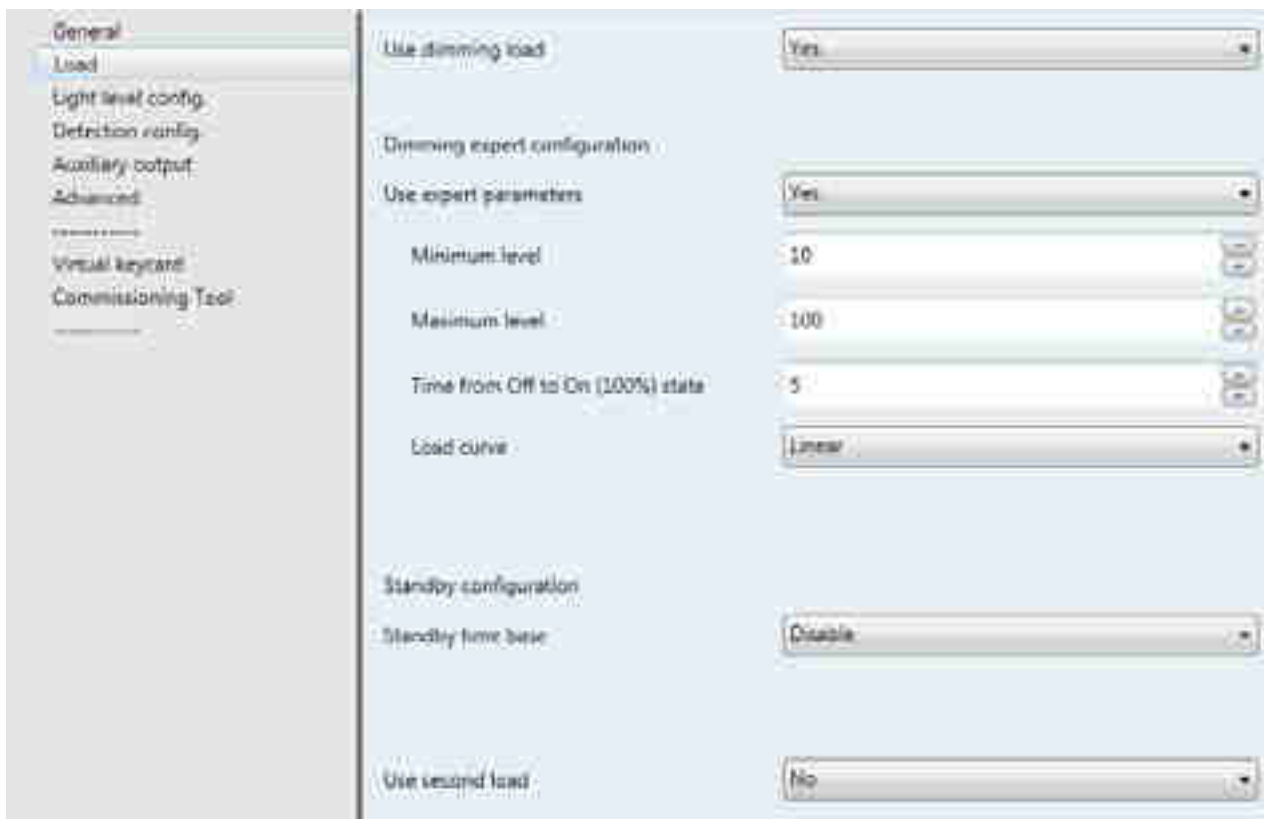 General
Load
Light level config.
Detection config.
Auxiliary output
Advanced
-----------
Virtual keycard
Commissioning Tool
-----------
Use dimming load
Yes
Dimming expert configuration
Use expert parameters
Yes
Minimum level
10
Maximum level
100
Time from Off to On (100%) state
5
Load curve
Linear
Standby configuration
Standby time base
Disable
Use second load
No